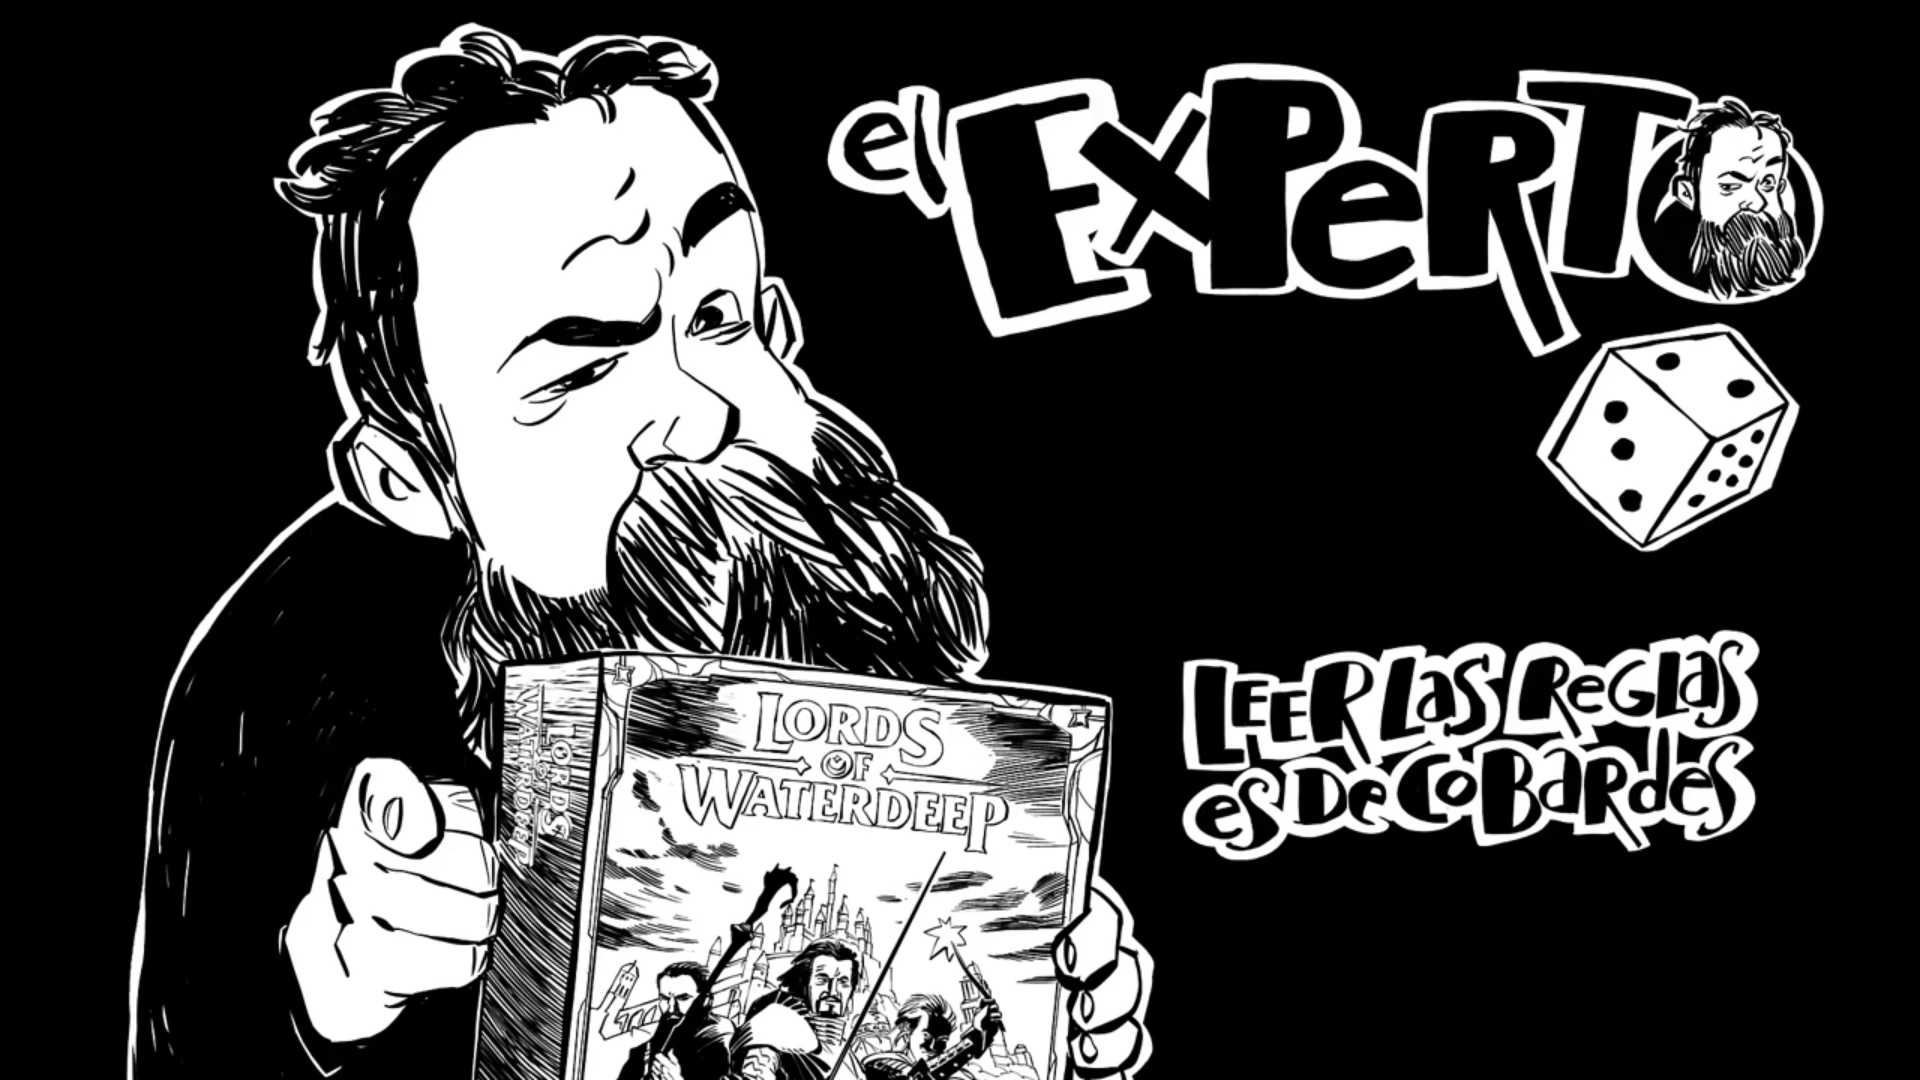 el EXPERTO
LEER Las ReGlas
es De CoBaRdes
LORDS
OF
WATERDEEP
LORDS
OF
WATERDEEP